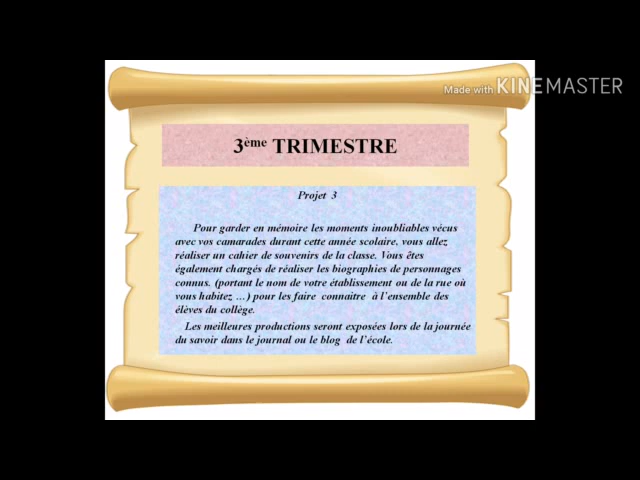 Made with KINEMASTER
3ème TRIMESTRE
Projet 3
Pour garder en mémoire les moments inoubliables vécus
avec vos camarades durant cette année scolaire, vous allez
réaliser un cahier de souvenirs de la classe. Vous êtes
également chargés de réaliser les biographies de personnages
connus. (portant le nom de votre établissement ou de la rue où
vous habitez …) pour les faire connaitre à l'ensemble des
élèves du collège.
Les meilleures productions seront exposées lors de la journée
du savoir dans le journal ou le blog de l'école.